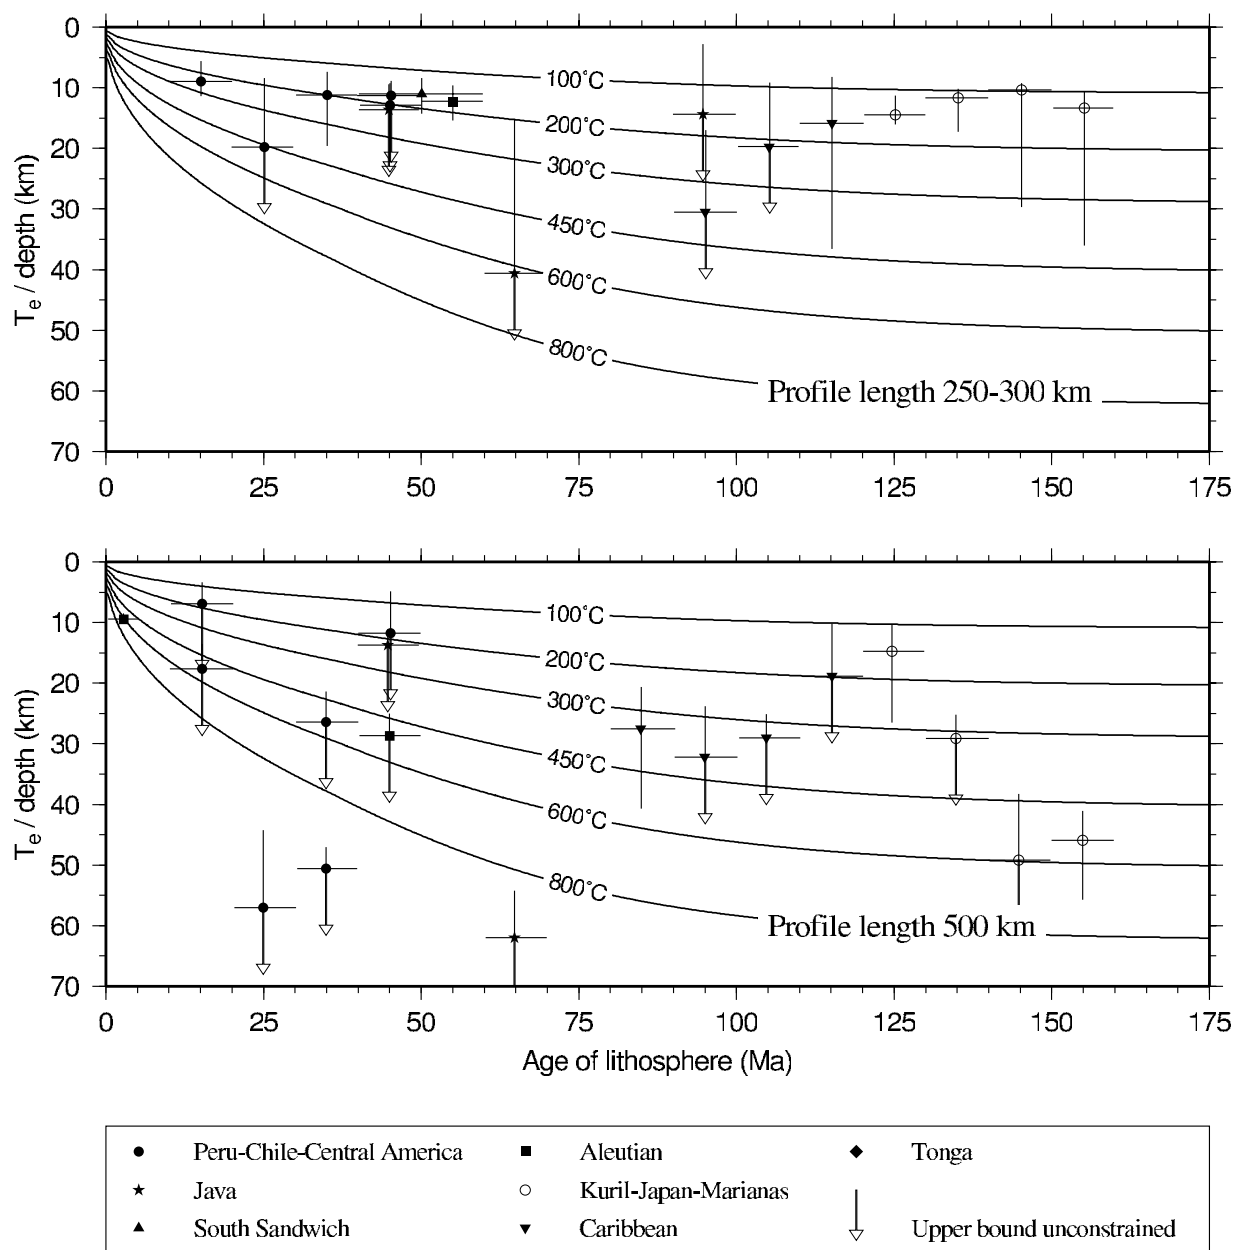 0
10
20
30
40
50
60
70
Te / depth (km)
100°C
200°C
300°C
450°C
600°C
800°C
Profile length 250-300 km
0 25 50 75 100 125 150 175
0
10
20
30
40
50
60
70
Te / depth (km)
100°C
200°C
300°C
450°C
600°C
800°C
Profile length 500 km
0 25 50 75 100 125 150 175
Age of lithosphere (Ma)
Peru-Chile-Central America Aleutian Tonga
Java Kuril-Japan-Marianas
South Sandwich Caribbean Upper bound unconstrained